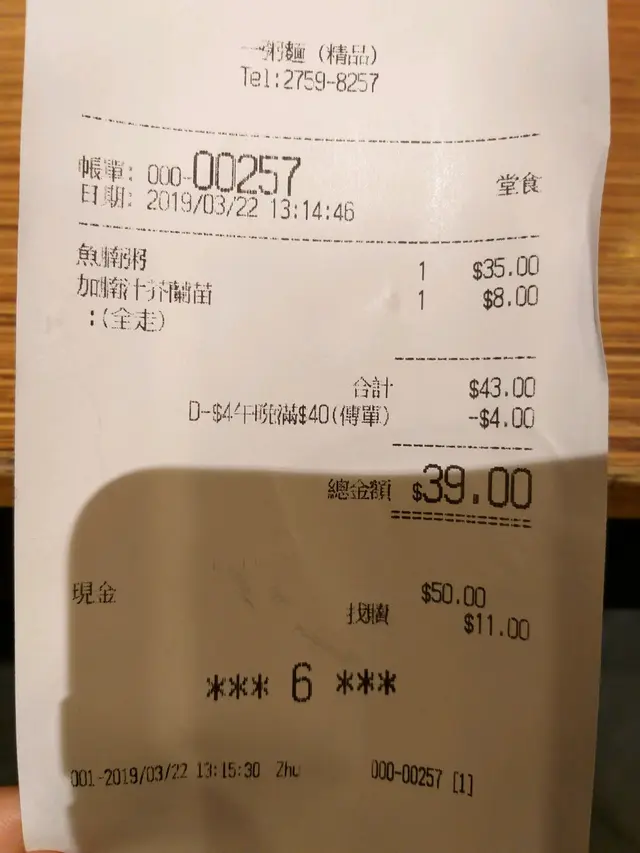 一粥麵 (精品)
Tel:2759-8257
帳單: 000-00257 堂食
日期: 2019/03/22 13:14:46
魚腩粥 1 $35.00
加腩汁芥蘭苗 1 $8.00
:(全走)
合計 $43.00
D-$4午晚滿$40(傳單) -$4.00
總金額 $39.00
現金 $50.00
找贖 $11.00
*** 6 ***
001-2019/03/22 13:15:30 Zhu 000-00257 [1]